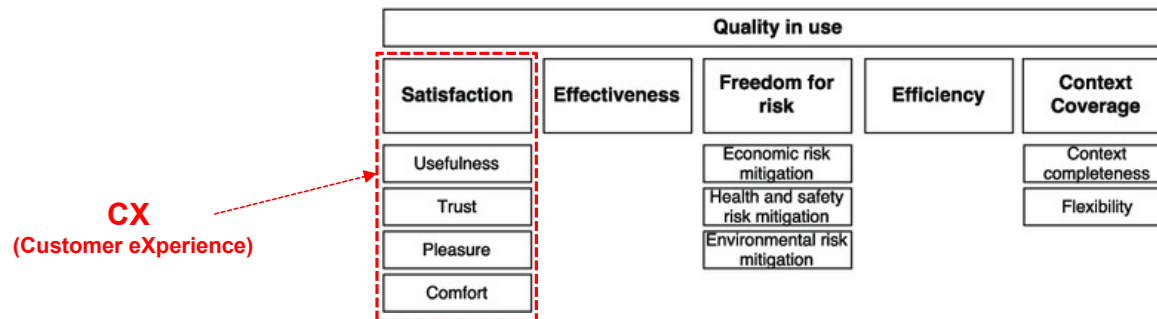 Quality in use
Satisfaction
Effectiveness
Freedom for
risk
Efficiency
Context
Coverage
Usefulness
Trust
Pleasure
Comfort
Economic risk
mitigation
Health and safety
risk mitigation
Environmental risk
mitigation
Context
completeness
Flexibility
CX
(Customer eXperience)